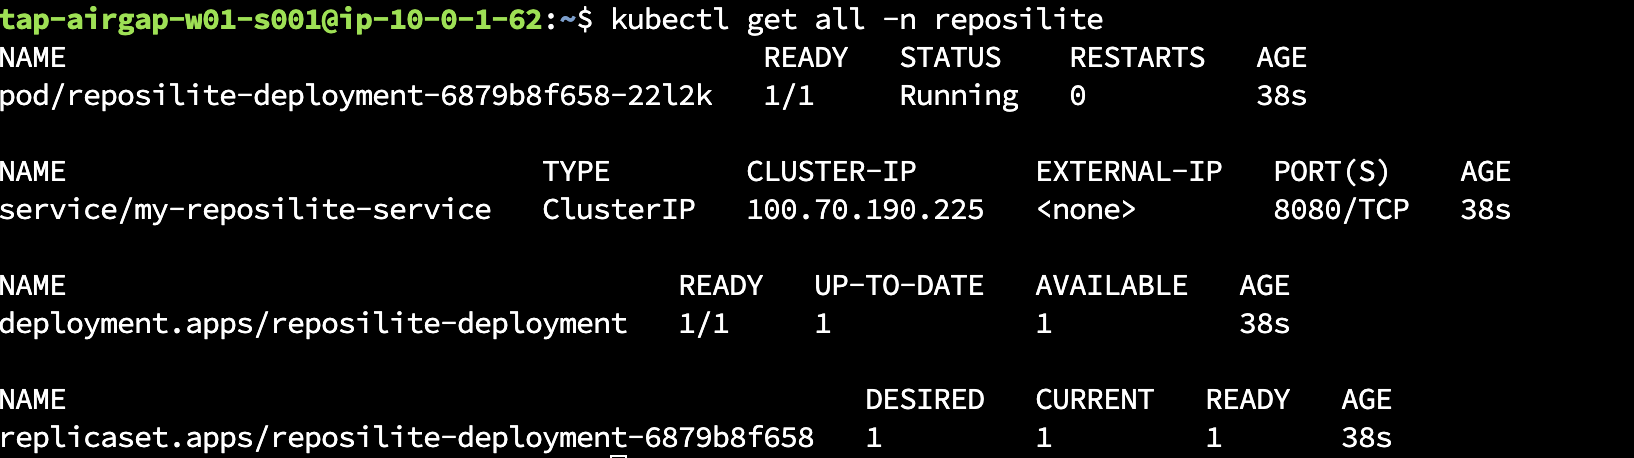 tap-airgap-w01-s001@ip-10-0-1-62:~$ kubectl get all -n reposilite
NAME READY STATUS RESTARTS AGE
pod/reposilite-deployment-6879b8f658-22l2k 1/1 Running 0 38s
NAME TYPE CLUSTER-IP EXTERNAL-IP PORT(S) AGE
service/my-reposilite-service ClusterIP 100.70.190.225 <none> 8080/TCP 38s
NAME READY UP-TO-DATE AVAILABLE AGE
deployment.apps/reposilite-deployment 1/1 1 1 38s
NAME DESIRED CURRENT READY AGE
replicaset.apps/reposilite-deployment-6879b8f658 1 1 1 38s